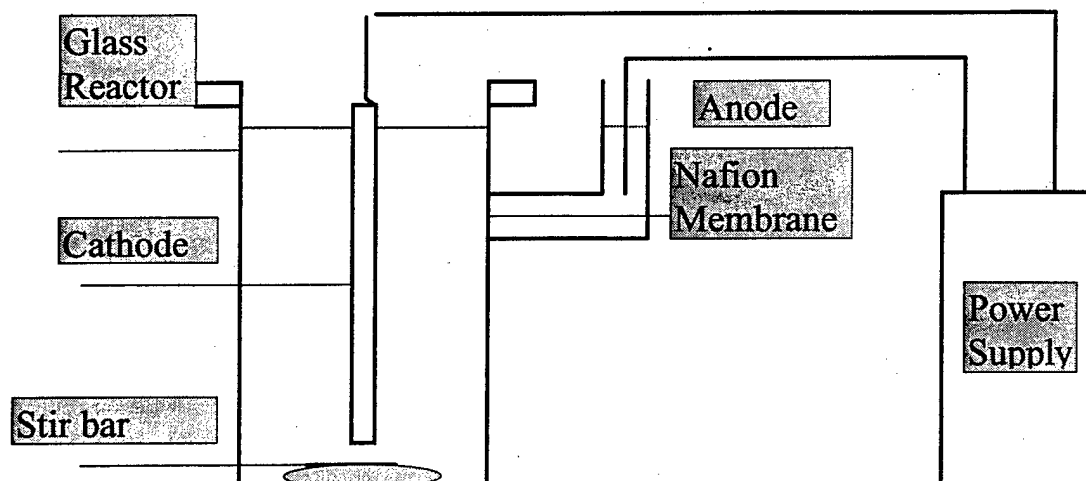 Glass
Reactor
Anode
Nafion
Membrane
Cathode
Power
Supply
Stir bar